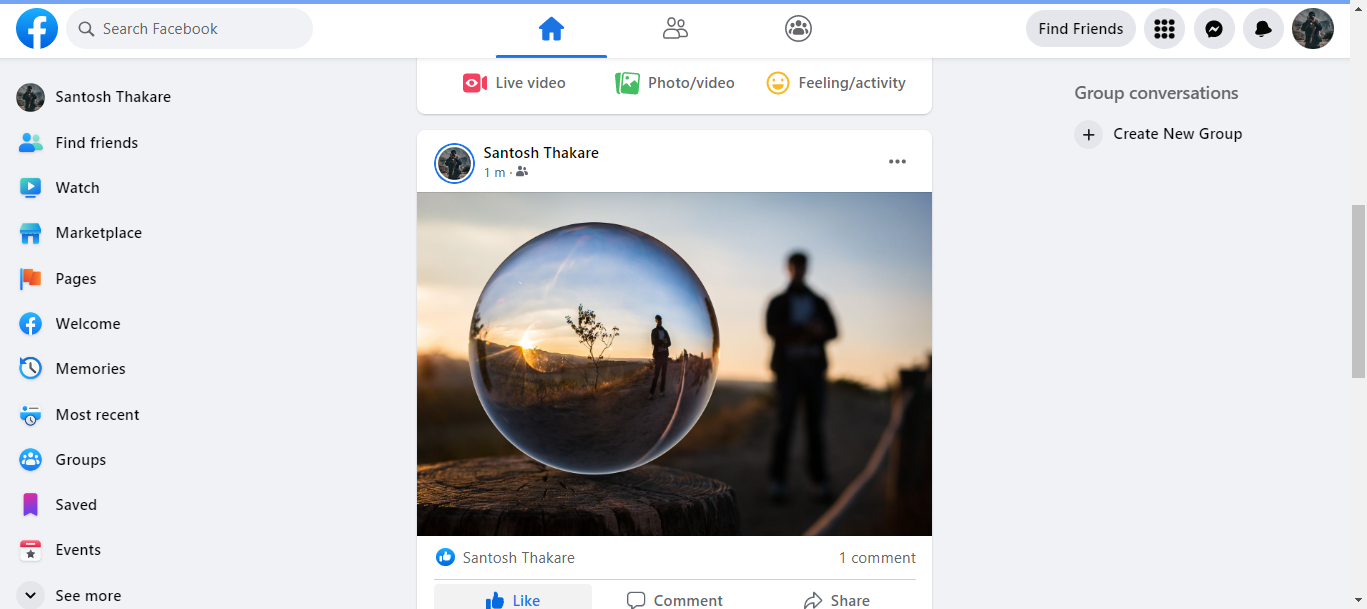 Search Facebook
Find Friends
Santosh Thakare
Find friends
Watch
Marketplace
Pages
Welcome
Memories
Most recent
Groups
Saved
Events
See more
Live video
Photo/video
Feeling/activity
Santosh Thakare
1 m ·
Santosh Thakare
1 comment
Like
Comment
Share
Group conversations
Create New Group